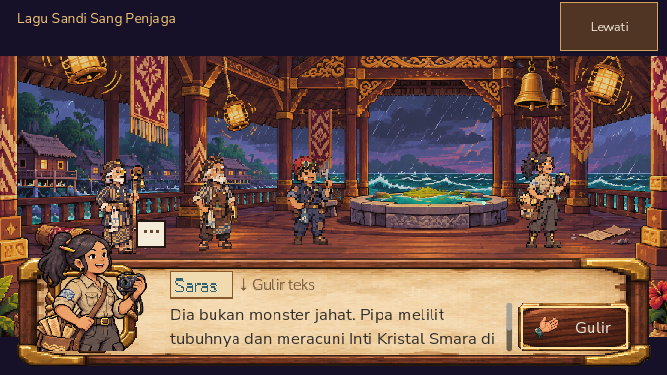 Lagu Sandi Sang Penjaga
Lewati
...
Saras
↓ Gulir teks
Dia bukan monster jahat. Pipa melilit
tubuhnya dan meracuni Inti Kristal Smara di
Gulir